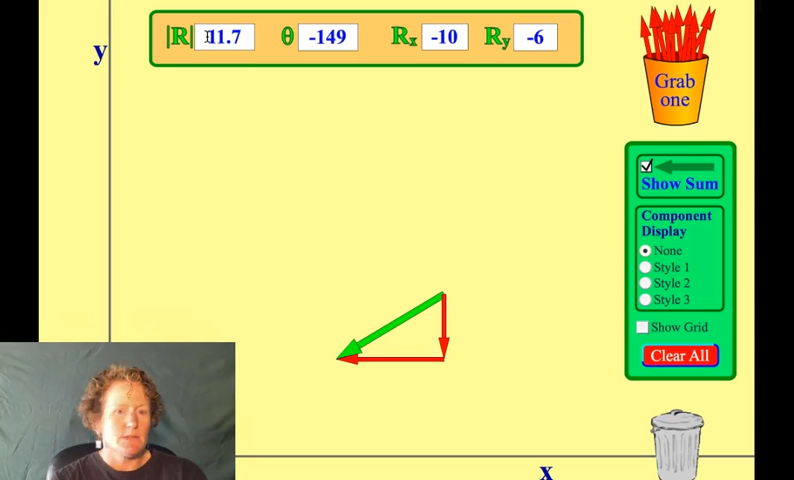 y
|R| 11.7 θ -149 Rx -10 Ry -6
Grab
one
Show Sum
Component
Display
None
Style 1
Style 2
Style 3
Show Grid
Clear All
x